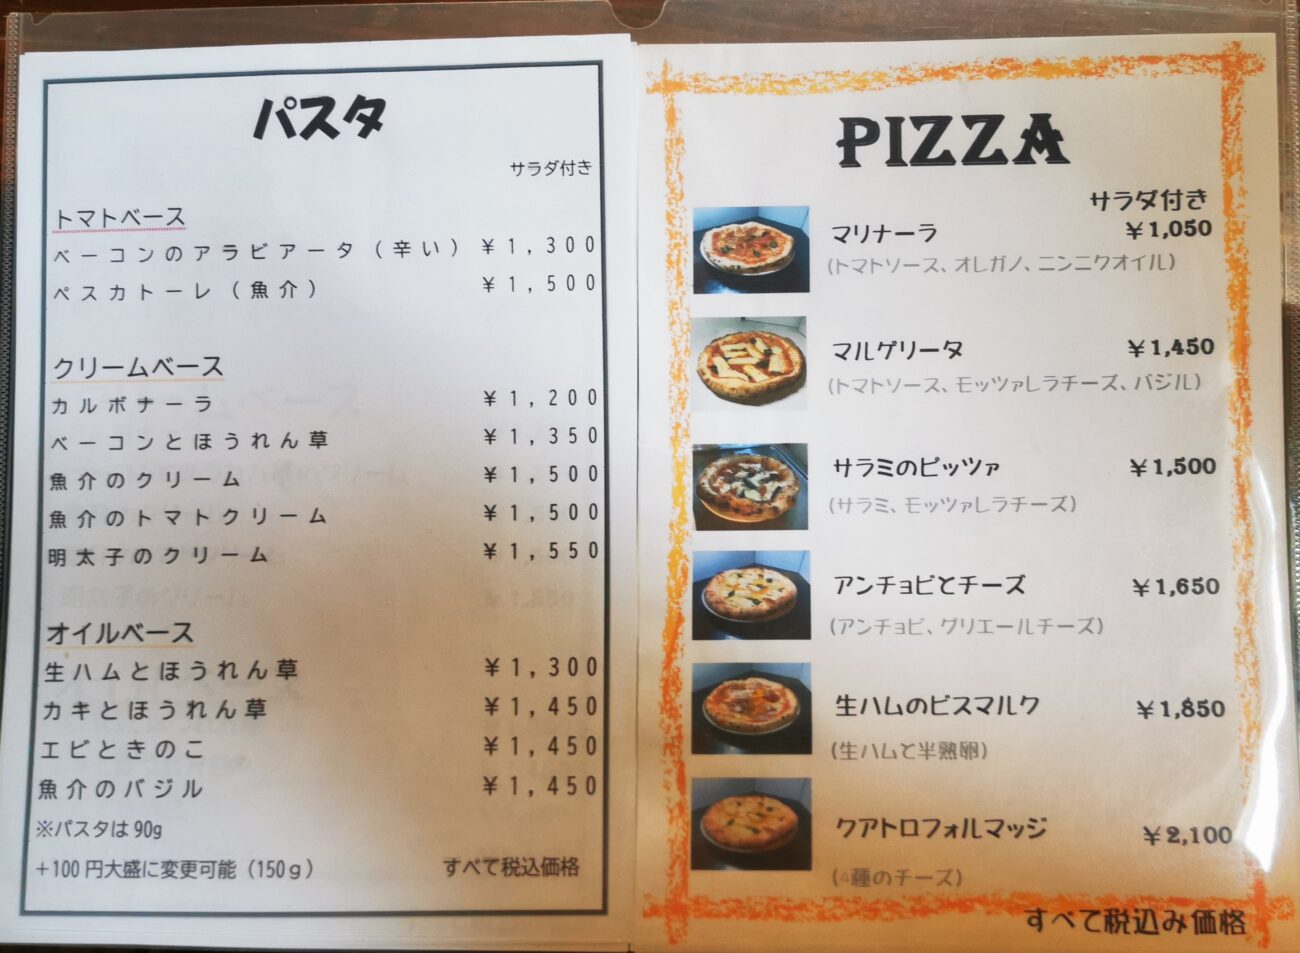 パスタ
サラダ付き
トマトベース
ベーコンのアラビアータ（辛い） ￥1,300
ペスカトーレ（魚介） ￥1,500
クリームベース
カルボナーラ ￥1,200
ベーコンとほうれん草 ￥1,350
魚介のクリーム ￥1,500
魚介のトマトクリーム ￥1,500
明太子のクリーム ￥1,550
オイルベース
生ハムとほうれん草 ￥1,300
カキとほうれん草 ￥1,450
エビときのこ ￥1,450
魚介のバジル ￥1,450
※パスタは90g
＋100円大盛に変更可能（150ｇ） すべて税込価格
PIZZA
サラダ付き
マリナーラ ￥1,050
(トマトソース、オレガノ、ニンニクオイル)
マルゲリータ ￥1,450
(トマトソース、モッツァレラチーズ、バジル)
サラミのピッツァ ￥1,500
(サラミ、モッツァレラチーズ)
アンチョビとチーズ ￥1,650
(アンチョビ、グリエールチーズ)
生ハムのビスマルク ￥1,850
(生ハムと半熟卵)
クアトロフォルマッジ ￥2,100
(4種のチーズ)
すべて税込み価格